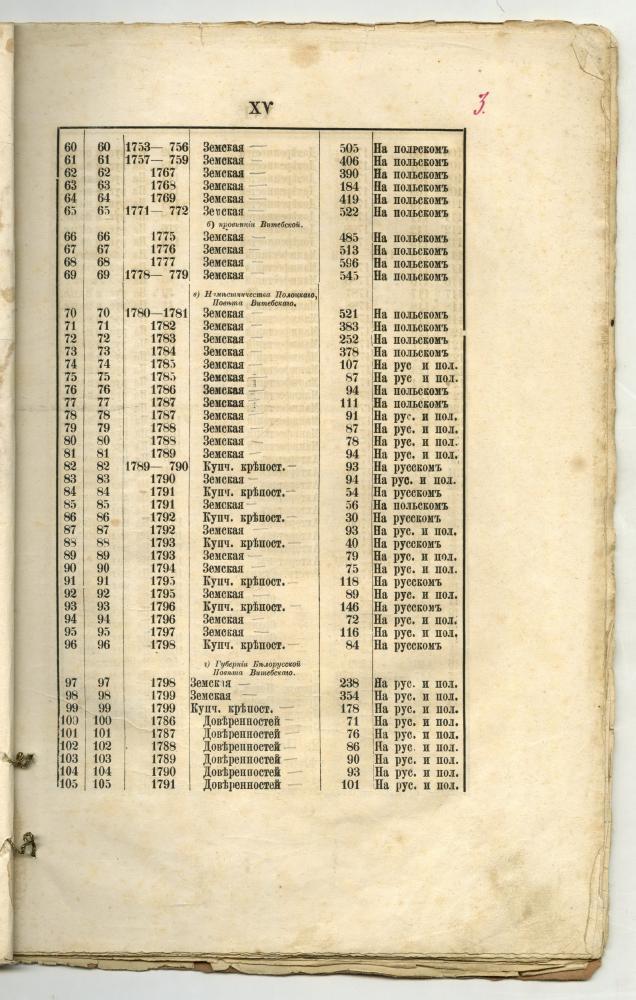 XV
3.
60 60 1753— 756 Земская — 505 На полрскомъ
61 61 1757— 759 Земская — 406 На польскомъ
62 62 1767 Земская — 390 На польскомъ
63 63 1768 Земская — 184 На польскомъ
64 64 1769 Земская — 419 На польскомъ
65 65 1771— 772 Земская — 522 На польскомъ
б) провинціи Витебской.
66 66 1775 Земская — 485 На польскомъ
67 67 1776 Земская — 513 На польскомъ
68 68 1777 Земская — 596 На польскомъ
69 69 1778— 779 Земская — 545 На польскомъ
в) Намѣстничества Полоцкаго,
Повѣта Витебскаго.
70 70 1780—1781 Земская — 521 На польскомъ
71 71 1782 Земская — 383 На польскомъ
72 72 1783 Земская — 252 На польскомъ
73 73 1784 Земская — 378 На польскомъ
74 74 1785 Земская — 107 На рус и пол.
75 75 1785 Земская — 87 На рус и пол.
76 76 1786 Земская — 94 На польскомъ
77 77 1787 Земская — 111 На польскомъ
78 78 1787 Земская — 91 На рус. и пол.
79 79 1788 Земская — 87 На рус. и пол.
80 80 1788 Земская — 78 На рус. и пол.
81 81 1789 Земская — 94 На рус. и пол.
82 82 1789— 790 Купч. крѣпост. — 93 На русскомъ
83 83 1790 Земская — 94 На рус. и пол.
84 84 1791 Купч. крѣпост. — 54 На русскомъ
85 85 1791 Земская — 56 На польскомъ
86 86 1792 Купч. крѣпост. — 30 На русскомъ
87 87 1792 Земская — 93 На рус. и пол.
88 88 1793 Купч. крѣпост. — 40 На русскомъ
89 89 1793 Земская — 79 На рус. и пол.
90 90 1794 Земская — 75 На рус. и пол.
91 91 1795 Купч. крѣпост. — 118 На русскомъ
92 92 1795 Земская — 89 На рус. и пол.
93 93 1796 Купч. крѣпост. — 146 На русскомъ
94 94 1796 Земская — 72 На рус. и пол.
95 95 1797 Земская — 116 На рус. и пол.
96 96 1798 Купч. крѣпост. — 84 На русскомъ
г) Губерніи Бѣлорусской
Повѣта Витебскаго.
97 97 1798 Земская — 238 На рус. и пол.
98 98 1799 Земская — 354 На рус. и пол.
99 99 1799 Купч. крѣпост. — 178 На рус. и пол.
100 100 1786 Довѣренностей 71 На рус. и пол.
101 101 1787 Довѣренностей 76 На рус. и пол.
102 102 1788 Довѣренностей — 86 На рус. и пол.
103 103 1789 Довѣренностей — 90 На рус. и пол.
104 104 1790 Довѣренностей — 93 На рус. и пол.
105 105 1791 Довѣренностей — 101 На рус. и пол.